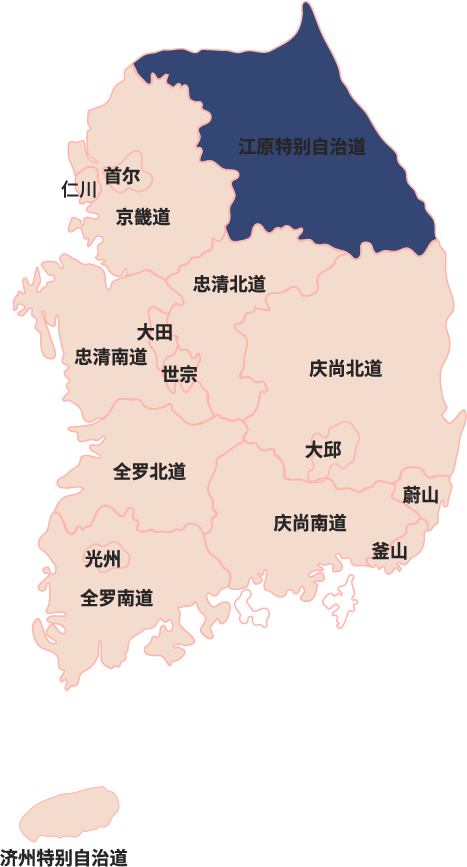 江原特别自治道
首尔
仁川
京畿道
忠清北道
大田
忠清南道
世宗
庆尚北道
大邱
全罗北道
蔚山
庆尚南道
釜山
光州
全罗南道
济州特别自治道